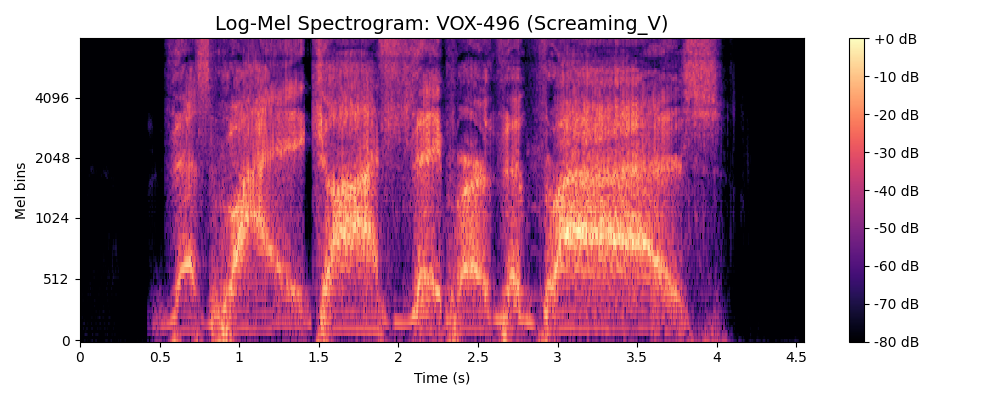 Log-Mel Spectrogram: VOX-496 (Screaming_V)
Mel bins
4096
2048
1024
512
0
0 0.5 1 1.5 2 2.5 3 3.5 4 4.5
Time (s)
+0 dB
-10 dB
-20 dB
-30 dB
-40 dB
-50 dB
-60 dB
-70 dB
-80 dB